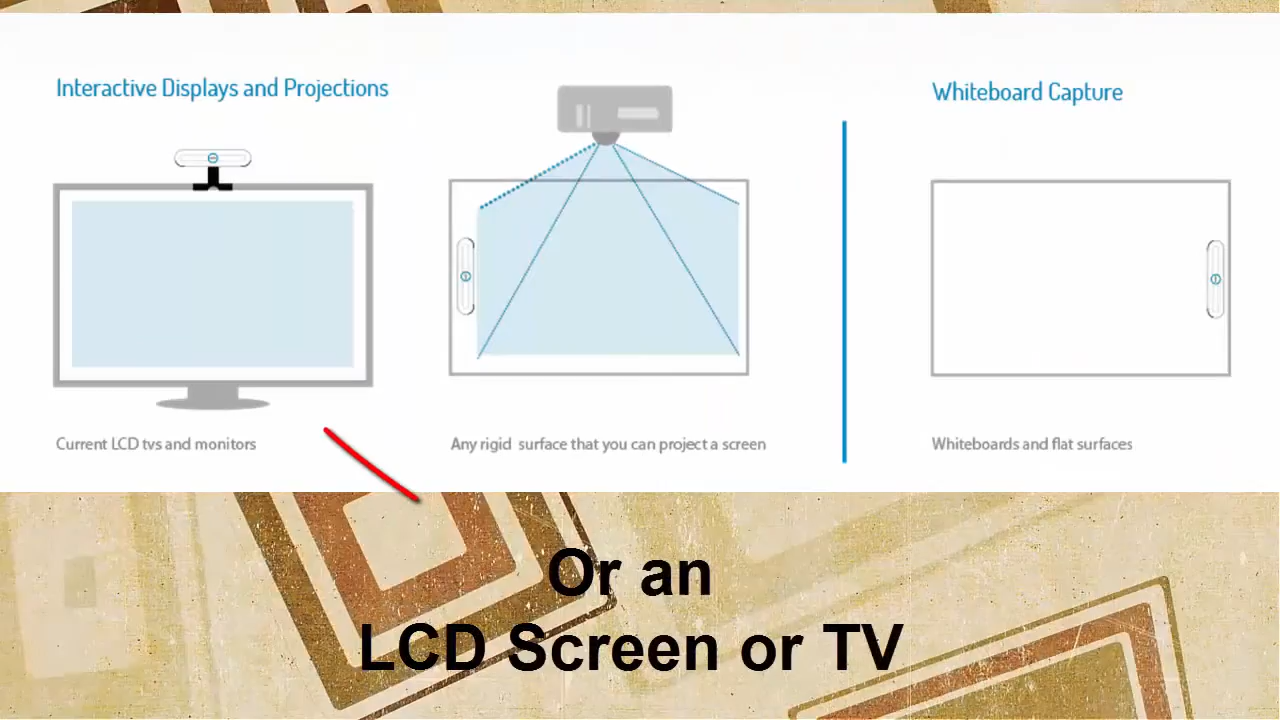 Interactive Displays and Projections
Whiteboard Capture
Current LCD tvs and monitors
Any rigid surface that you can project a screen
Whiteboards and flat surfaces
Or an
LCD Screen or TV